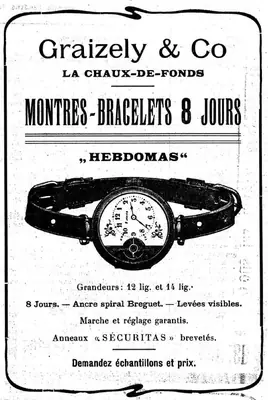 Graizely & Co
LA CHAUX-DE-FONDS
MONTRES-BRACELETS 8 JOURS
„HEBDOMAS“
Grandeurs: 12 lig. et 14 lig.
8 Jours. — Ancre spiral Breguet. — Levées visibles.
Marche et réglage garantis.
Anneaux «SÉCURITAS» brevetés.
Demandez échantillons et prix.